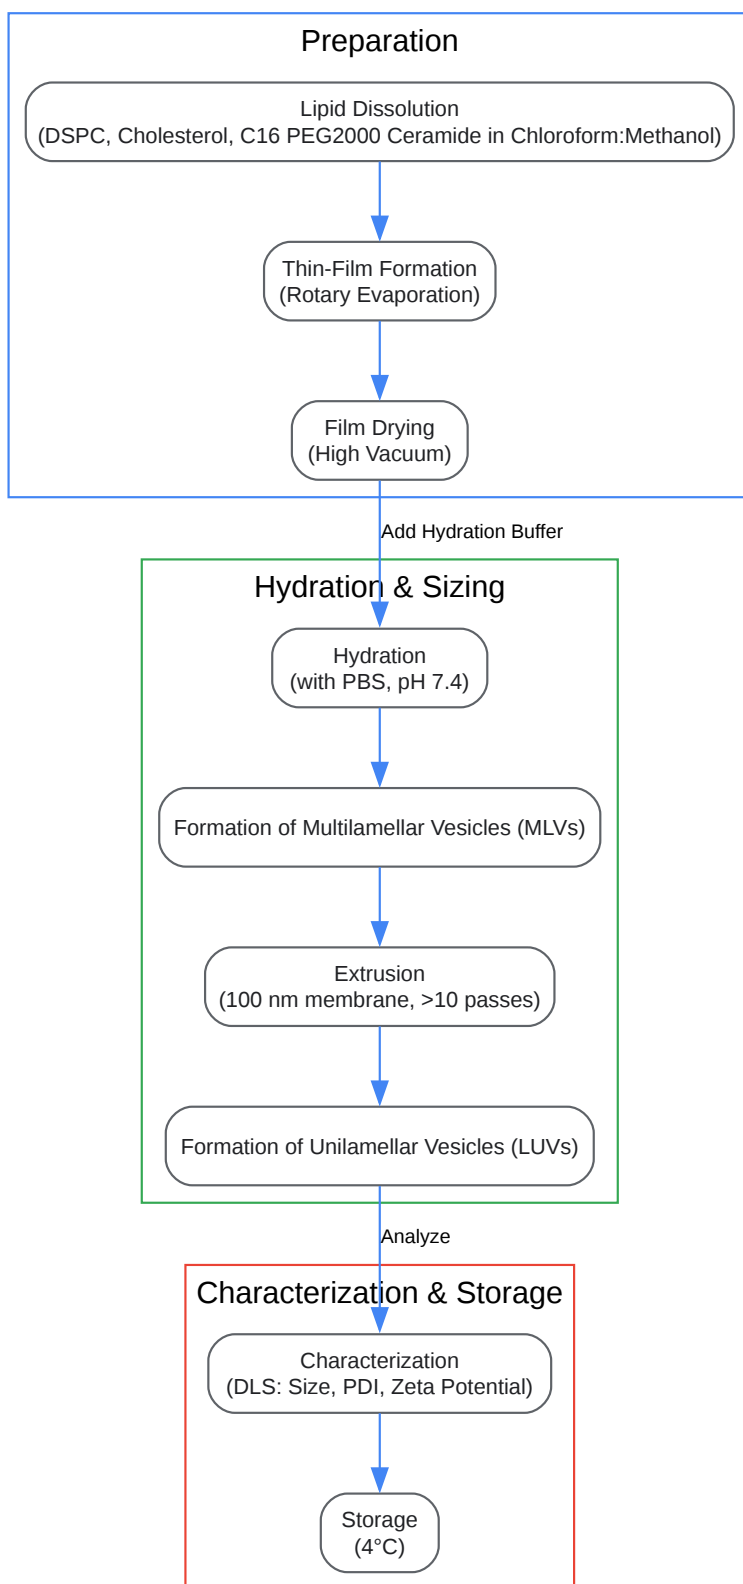 Preparation
Lipid Dissolution
(DSPC, Cholesterol, C16 PEG2000 Ceramide in Chloroform:Methanol)
Thin-Film Formation
(Rotary Evaporation)
Film Drying
(High Vacuum)
Add Hydration Buffer
Hydration & Sizing
Hydration
(with PBS, pH 7.4)
Formation of Multilamellar Vesicles (MLVs)
Extrusion
(100 nm membrane, >10 passes)
Formation of Unilamellar Vesicles (LUVs)
Analyze
Characterization & Storage
Characterization
(DLS: Size, PDI, Zeta Potential)
Storage
(4°C)